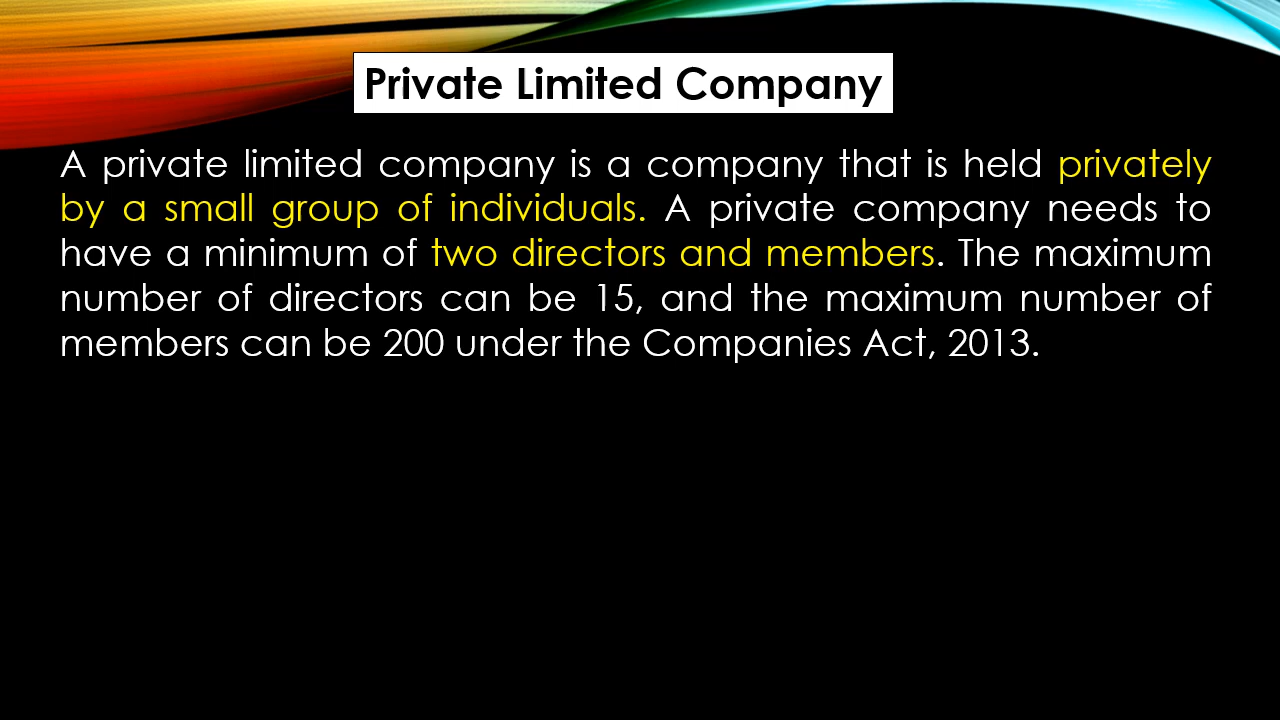 Private Limited Company
A private limited company is a company that is held privately
by a small group of individuals. A private company needs to
have a minimum of two directors and members. The maximum
number of directors can be 15, and the maximum number of
members can be 200 under the Companies Act, 2013.